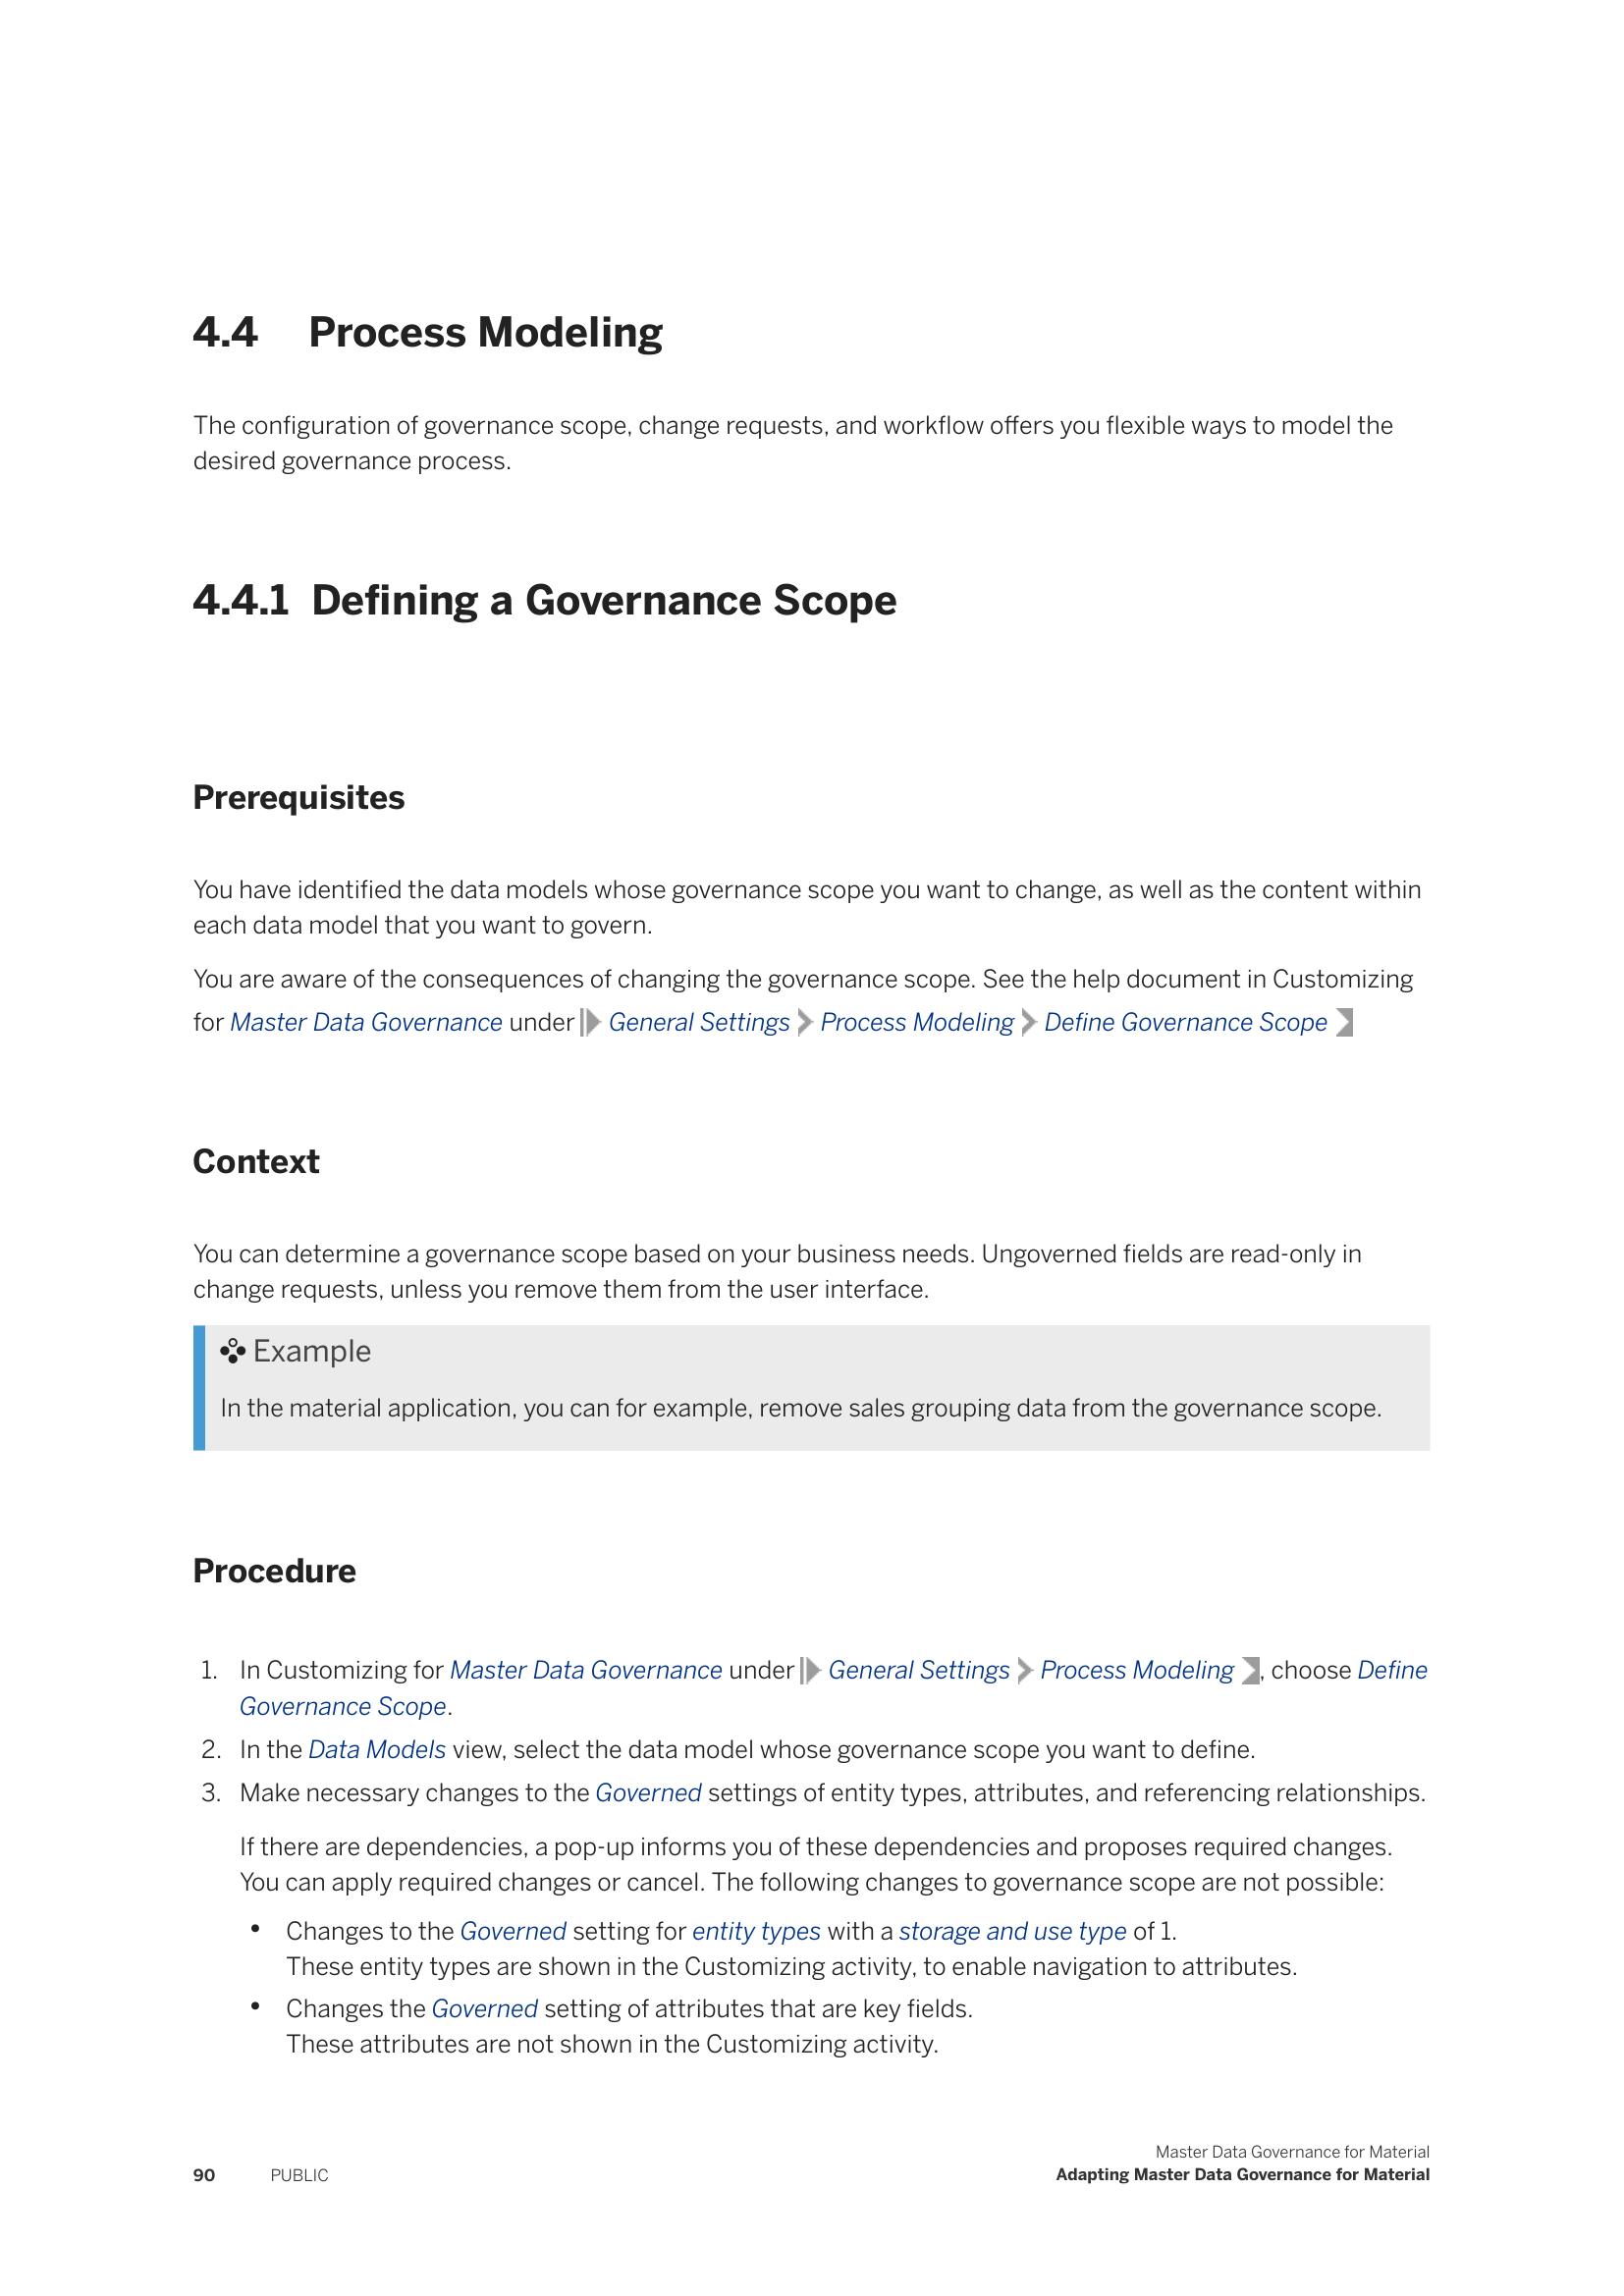 4.4 Process Modeling
The configuration of governance scope, change requests, and workflow offers you flexible ways to model the
desired governance process.
4.4.1 Defining a Governance Scope
Prerequisites
You have identified the data models whose governance scope you want to change, as well as the content within
each data model that you want to govern.
You are aware of the consequences of changing the governance scope. See the help document in Customizing
for Master Data Governance under General Settings Process Modeling Define Governance Scope
Context
You can determine a governance scope based on your business needs. Ungoverned fields are read-only in
change requests, unless you remove them from the user interface.
Example
In the material application, you can for example, remove sales grouping data from the governance scope.
Procedure
1. In Customizing for Master Data Governance under General Settings Process Modeling , choose Define
Governance Scope.
2. In the Data Models view, select the data model whose governance scope you want to define.
3. Make necessary changes to the Governed settings of entity types, attributes, and referencing relationships.
If there are dependencies, a pop-up informs you of these dependencies and proposes required changes.
You can apply required changes or cancel. The following changes to governance scope are not possible:
• Changes to the Governed setting for entity types with a storage and use type of 1.
These entity types are shown in the Customizing activity, to enable navigation to attributes.
• Changes the Governed setting of attributes that are key fields.
These attributes are not shown in the Customizing activity.
Master Data Governance for Material
90 PUBLIC Adapting Master Data Governance for Material